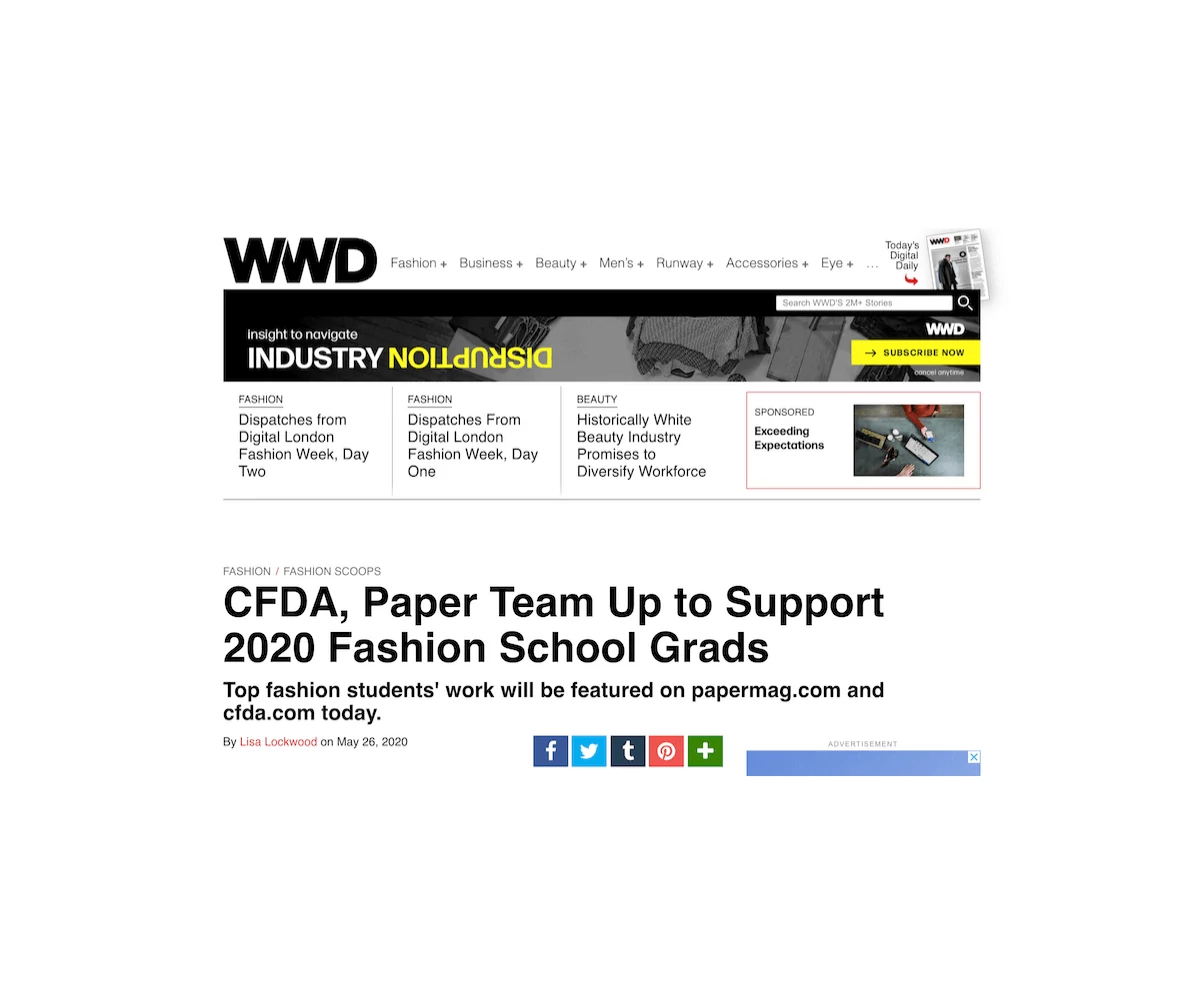 WWD
Fashion + Business + Beauty + Men's + Runway + Accessories + Eye + ...
Today's
Digital
Daily
WWD
Search WWD'S 2M+ Stories
insight to navigate
INDUSTRY DISRUPTION
WWD
→ SUBSCRIBE NOW
cancel anytime
FASHION
Dispatches from
Digital London
Fashion Week, Day
Two
FASHION
Dispatches From
Digital London
Fashion Week, Day
One
BEAUTY
Historically White
Beauty Industry
Promises to
Diversify Workforce
SPONSORED
Exceeding
Expectations
FASHION / FASHION SCOOPS
CFDA, Paper Team Up to Support
2020 Fashion School Grads
Top fashion students' work will be featured on papermag.com and
cfda.com today.
By Lisa Lockwood on May 26, 2020
ADVERTISEMENT